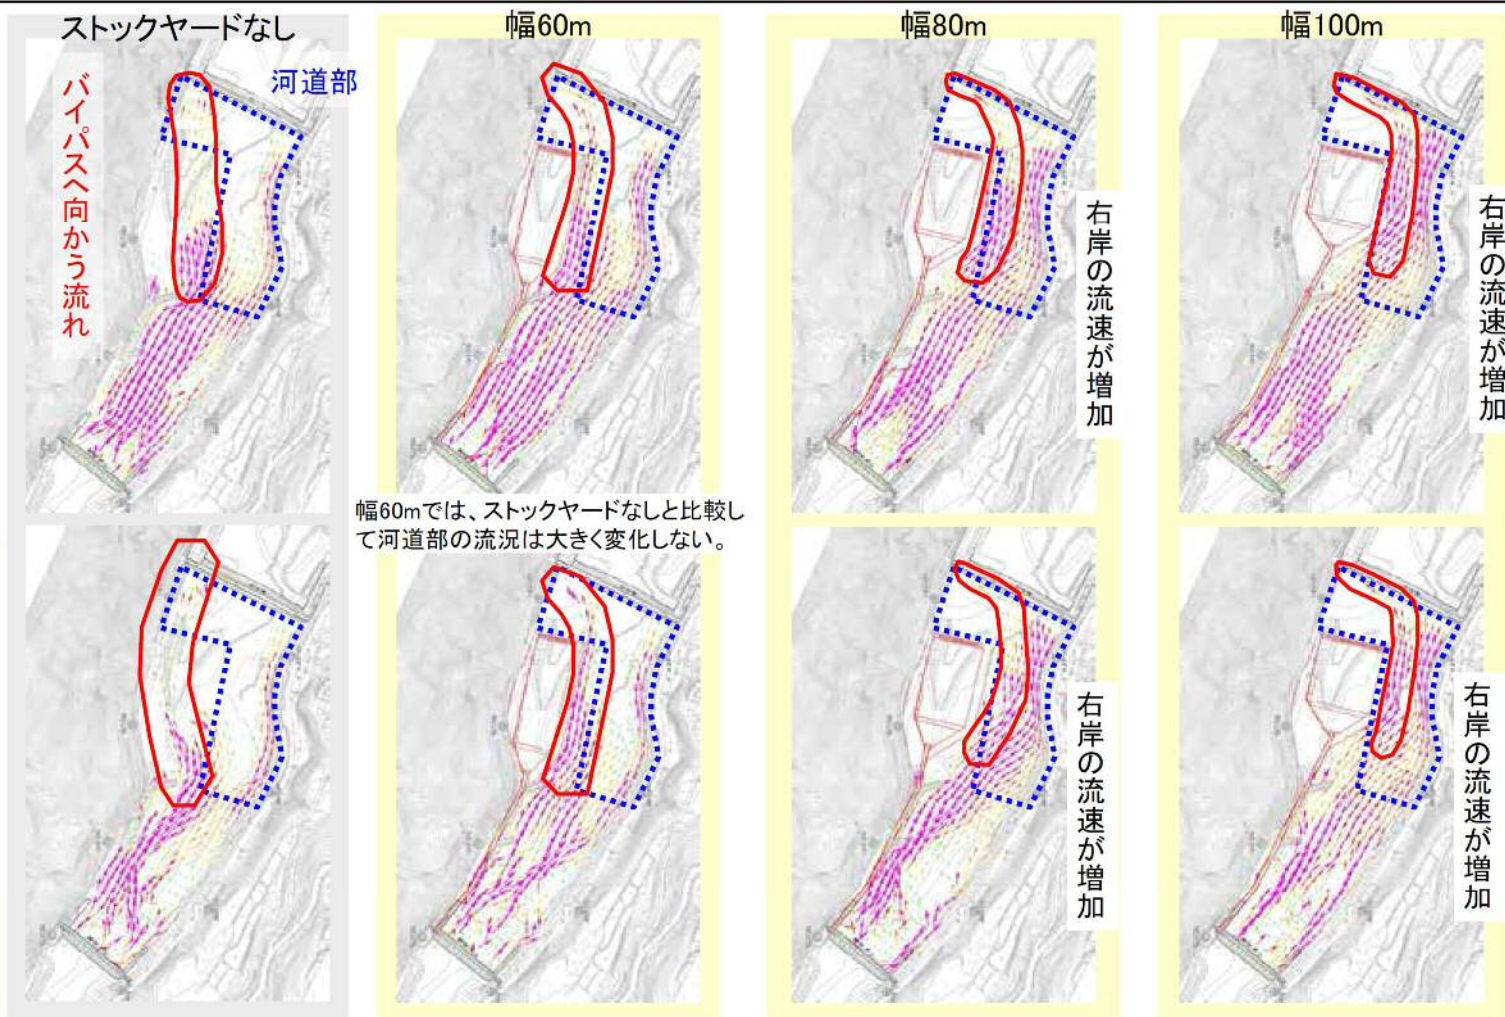 ストックヤードなし
幅60m
幅80m
幅100m
河道部
バイパスへ向かう流れ
右岸の流速が増加
右岸の流速が増加
幅60mでは、ストックヤードなしと比較し
て河道部の流況は大きく変化しない。
右岸の流速が増加
右岸の流速が増加